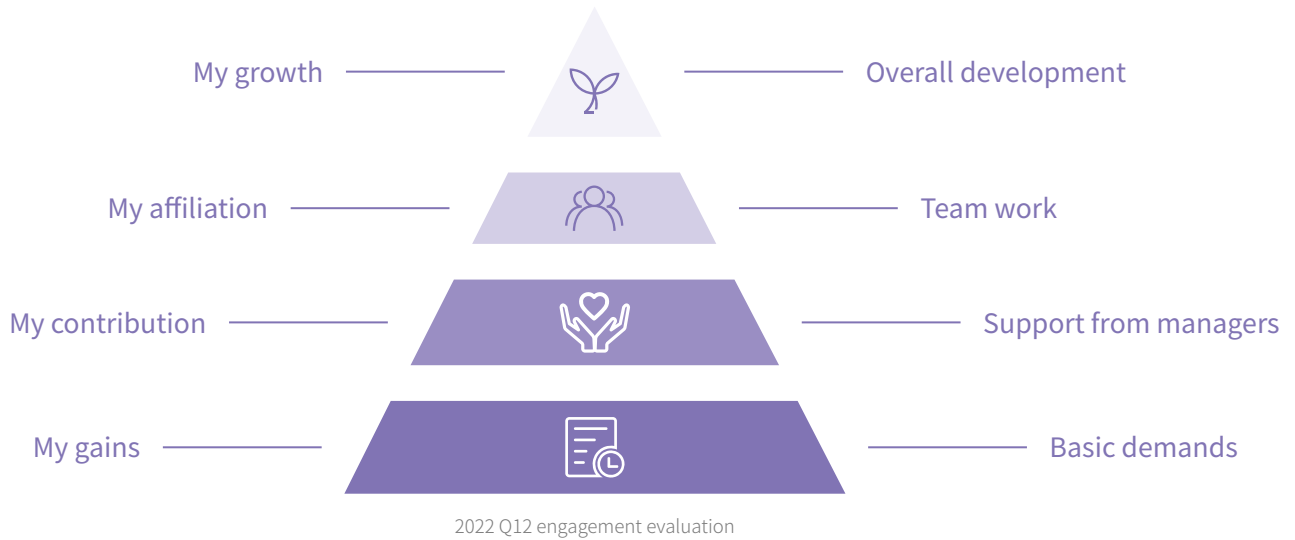 My growth
Overall development
My affiliation
Team work
My contribution
Support from managers
My gains
Basic demands
2022 Q12 engagement evaluation